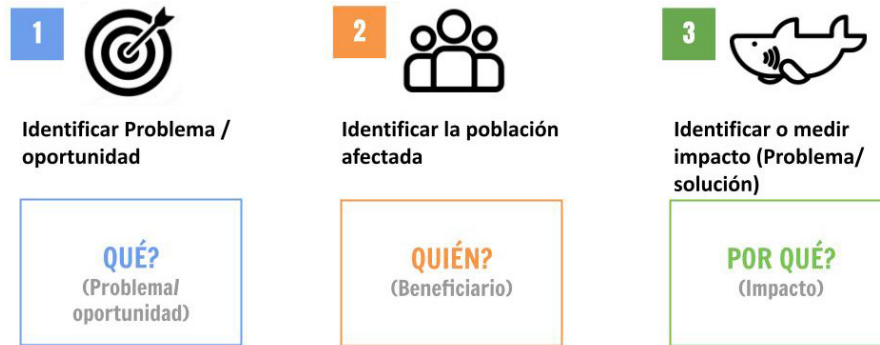 1
Identificar Problema /
oportunidad
QUÉ?
(Problema/
oportunidad)
2
Identificar la población
afectada
QUIÉN?
(Beneficiario)
3
Identificar o medir
impacto (Problema/
solución)
POR QUÉ?
(Impacto)